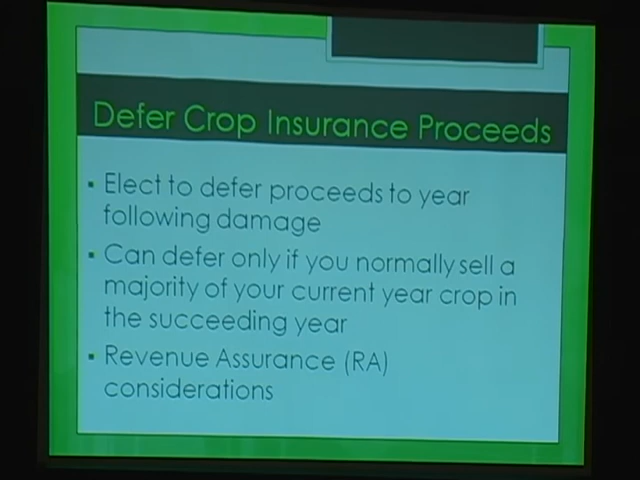 Defer Crop Insurance Proceeds
▪ Elect to defer proceeds to year
following damage
▪ Can defer only if you normally sell a
majority of your current year crop in
the succeeding year
▪ Revenue Assurance (RA)
considerations